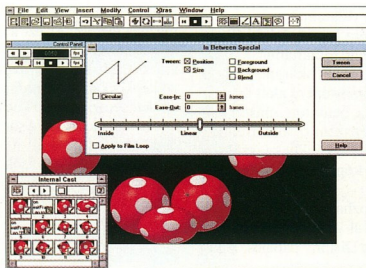 File Edit View Insert Modify Control Xtras Window Help
Control Panel
In Between Special
Tween: Position Foreground Tween
Size Background Cancel
Blend
Circular
Ease-In: 0 frames
Ease-Out: 0 frames
Inside Linear Outside
Apply to Film Loop Help
Internal Cast